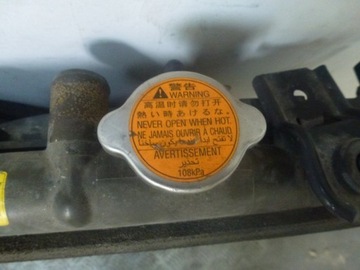 警告
⚠ WARNING
高温时请勿打开
熱い時あけるな。
NEVER OPEN WHEN HOT.
NE JAMAIS OUVRIR À CHAUD.
AVERTISSEMENT
تحذير
108kPa